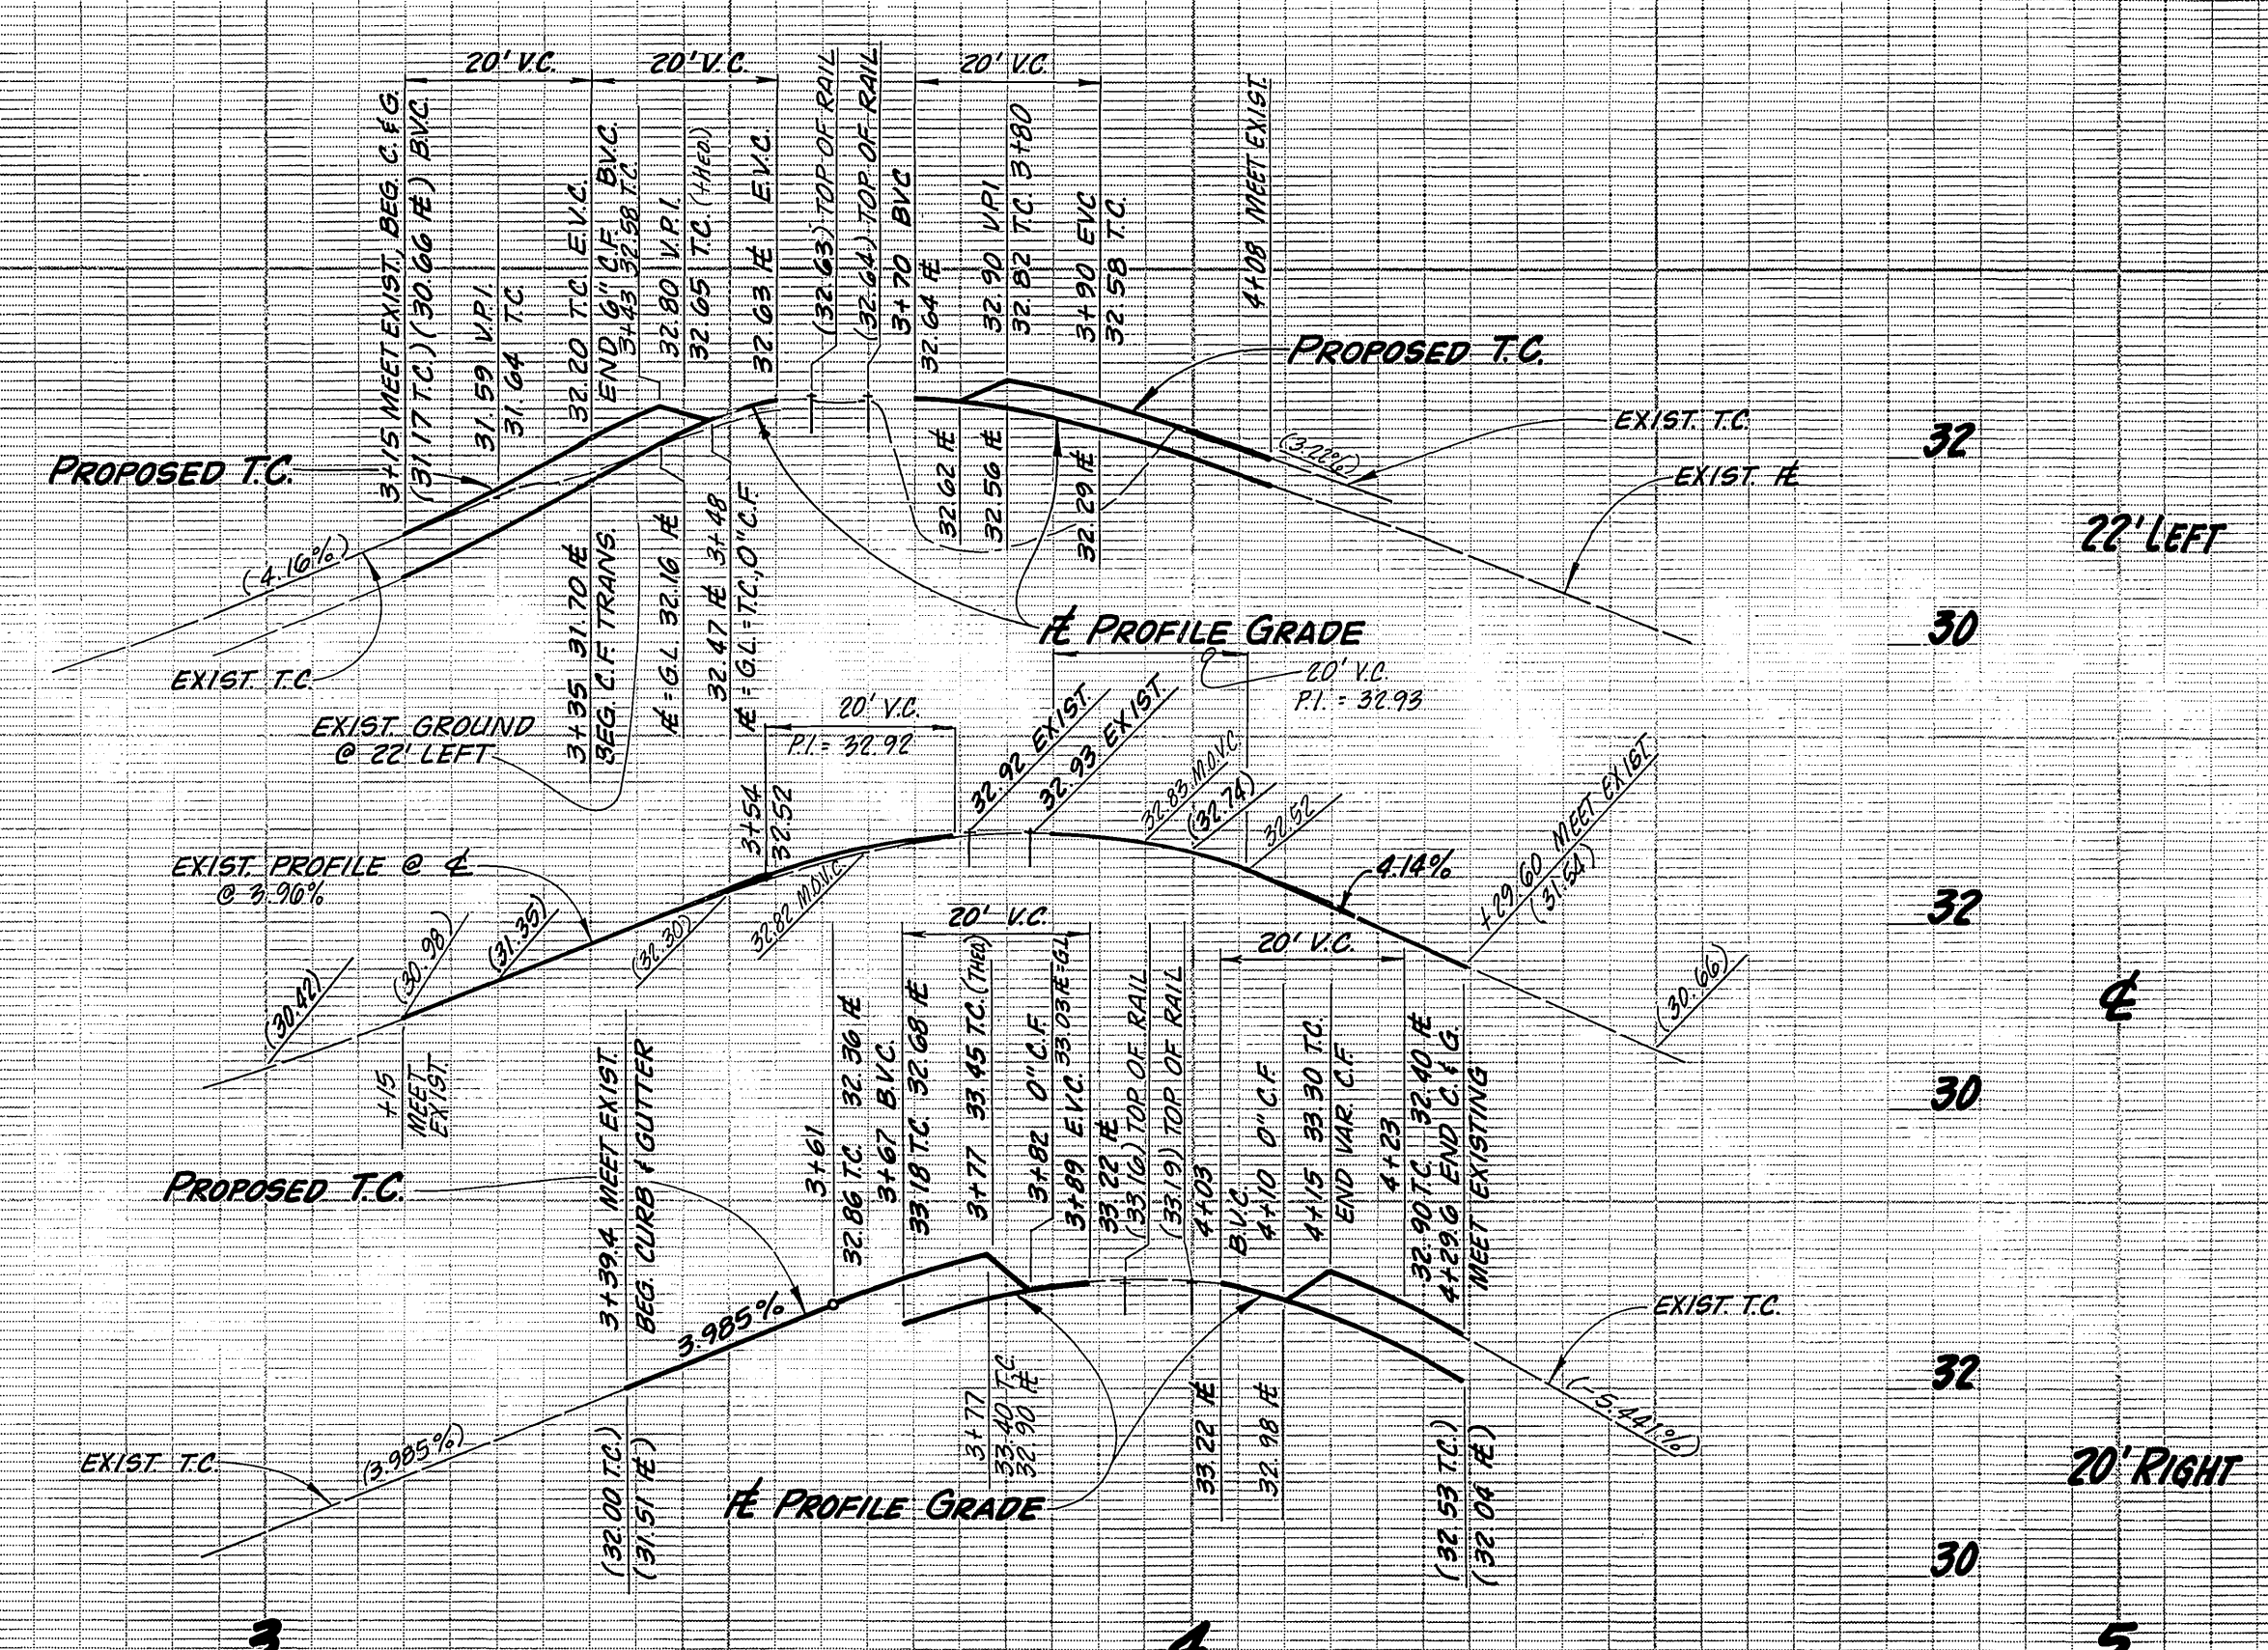 20' V.C.
20' V.C.
20' V.C.
3+15 MEET EXIST., BEG. C. & G.
(31.17 T.C.) (30.66 ⅊) B.V.C.
31.59 V.P.I.
31.64 T.C.
32.20 T.C. E.V.C.
END 6" C.F. B.V.C.
3+43 32.58 T.C.
32.80 V.P.I.
32.65 T.C. (THEO.)
32.63 ⅊ E.V.C.
(32.63) TOP OF RAIL
(32.64) TOP OF RAIL
3+70 BVC
32.64 ⅊
32.90 VPI
32.82 T.C. 3+80
3+90 EVC
32.58 T.C.
4+08 MEET EXIST.
PROPOSED T.C.
PROPOSED T.C.
(4.16%)
EXIST. T.C.
(3.22%)
EXIST. T.C.
EXIST. ⅊
32
22' LEFT
30
32.62 ⅊
32.56 ⅊
32.29 ⅊
3+35 31.70 ⅊
BEG. C.F. TRANS.
⅊ = G.L. 32.16 ⅊
32.47 ⅊ 3+48
⅊ = G.L. = T.C., 0" C.F.
⅊ PROFILE GRADE
EXIST. GROUND
@ 22' LEFT
20' V.C.
P.I. = 32.92
20' V.C.
P.I. = 32.93
3+54
32.52
32.92 EXIST.
32.93 EXIST.
32.83 M.O.V.C.
(32.74)
32.52
4.14%
+29.60 MEET EXIST.
(31.54)
(30.66)
EXIST. PROFILE @ ℄
@ 3.96%
(30.42)
(30.98)
(31.35)
(32.30)
32.82 M.O.V.C.
+15
MEET
EXIST.
32
℄
30
20' V.C.
20' V.C.
3+39.4 MEET EXIST.
BEG. CURB & GUTTER
3+61
32.86 T.C. 32.36 ⅊
3+67 B.V.C.
33.18 T.C. 32.68 ⅊
3+77 33.45 T.C. (THEO)
3+82 0" C.F.
33.03 ⅊=GL
3+89 E.V.C.
33.22 ⅊
(33.16) TOP OF RAIL
(33.19) TOP OF RAIL
4+03
B.V.C.
4+10 0" C.F.
4+15 33.30 T.C.
END VAR. C.F.
4+23
32.90 T.C. 32.40 ⅊
4+29.6 END C. & G.
MEET EXISTING
PROPOSED T.C.
3.985%
EXIST. T.C.
(3.985%)
(32.00 T.C.)
(31.51 ⅊)
3+77
33.40 T.C.
32.90 ⅊
⅊ PROFILE GRADE
33.22 ⅊
32.98 ⅊
(32.53 T.C.)
(32.04 ⅊)
EXIST. T.C.
(-5.441%)
32
20' RIGHT
30
3
4
5